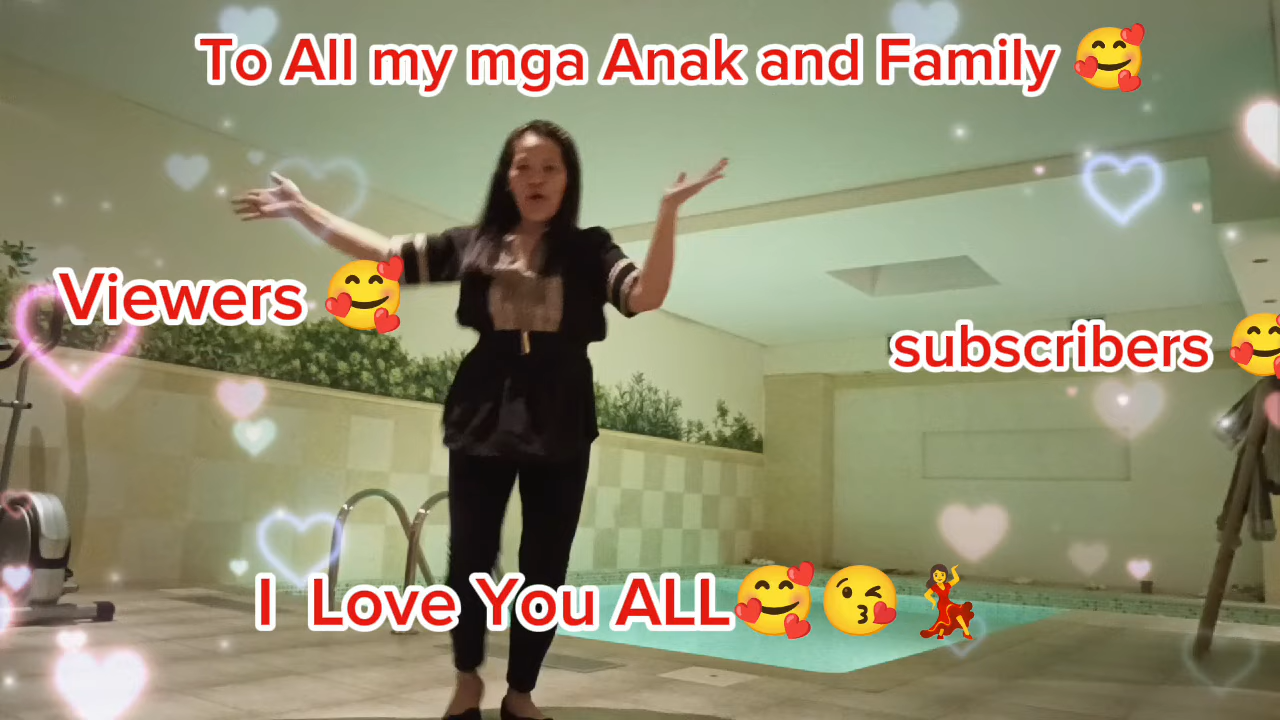 To All my mga Anak and Family 🥰
Viewers 🥰
subscribers 🥰
I Love You ALL🥰😘💃